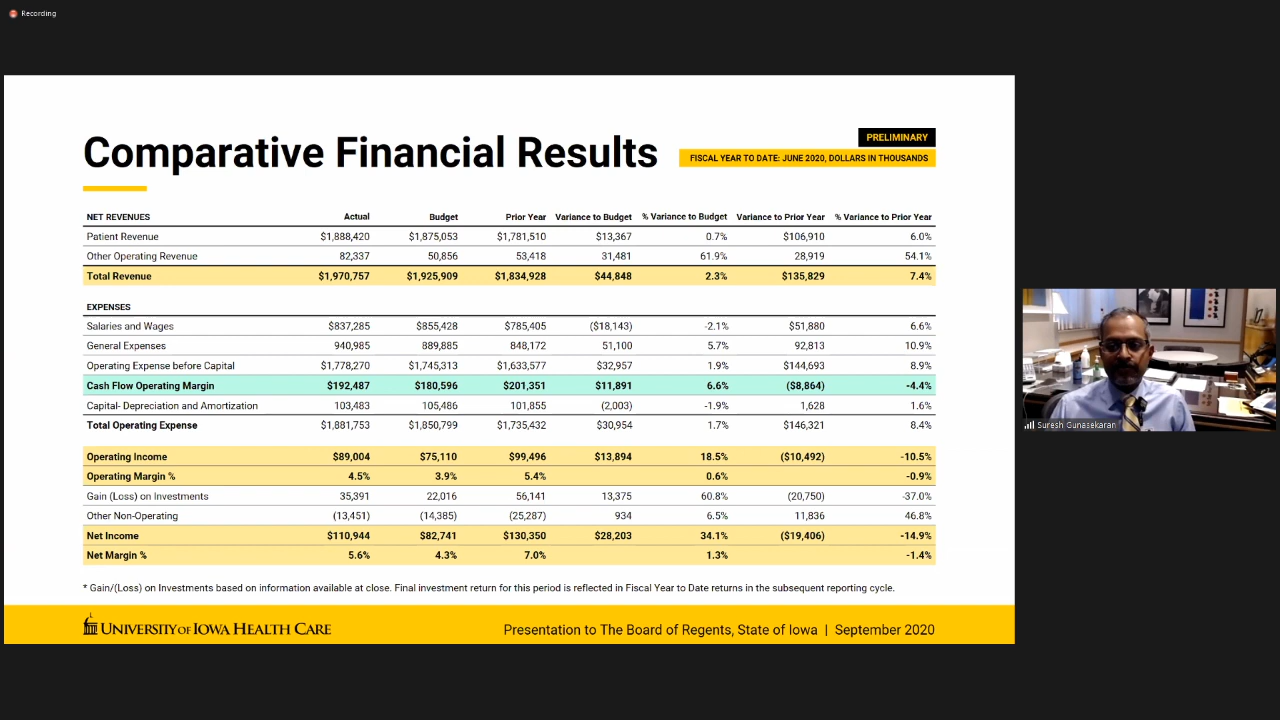 Recording
Comparative Financial Results
PRELIMINARY
FISCAL YEAR TO DATE: JUNE 2020, DOLLARS IN THOUSANDS
NET REVENUES Actual Budget Prior Year Variance to Budget % Variance to Budget Variance to Prior Year % Variance to Prior Year
Patient Revenue $1,888,420 $1,875,053 $1,781,510 $13,367 0.7% $106,910 6.0%
Other Operating Revenue 82,337 50,856 53,418 31,481 61.9% 28,919 54.1%
Total Revenue $1,970,757 $1,925,909 $1,834,928 $44,848 2.3% $135,829 7.4%
EXPENSES
Salaries and Wages $837,285 $855,428 $785,405 ($18,143) -2.1% $51,880 6.6%
General Expenses 940,985 889,885 848,172 51,100 5.7% 92,813 10.9%
Operating Expense before Capital $1,778,270 $1,745,313 $1,633,577 $32,957 1.9% $144,693 8.9%
Cash Flow Operating Margin $192,487 $180,596 $201,351 $11,891 6.6% ($8,864) -4.4%
Capital- Depreciation and Amortization 103,483 105,486 101,855 (2,003) -1.9% 1,628 1.6%
Total Operating Expense $1,881,753 $1,850,799 $1,735,432 $30,954 1.7% $146,321 8.4%
Operating Income $89,004 $75,110 $99,496 $13,894 18.5% ($10,492) -10.5%
Operating Margin % 4.5% 3.9% 5.4% 0.6% -0.9%
Gain (Loss) on Investments 35,391 22,016 56,141 13,375 60.8% (20,750) -37.0%
Other Non-Operating (13,451) (14,385) (25,287) 934 6.5% 11,836 46.8%
Net Income $110,944 $82,741 $130,350 $28,203 34.1% ($19,406) -14.9%
Net Margin % 5.6% 4.3% 7.0% 1.3% -1.4%
* Gain/(Loss) on Investments based on information available at close. Final investment return for this period is reflected in Fiscal Year to Date returns in the subsequent reporting cycle.
UNIVERSITY OF IOWA HEALTH CARE
Presentation to The Board of Regents, State of Iowa | September 2020
Suresh Gunasekaran